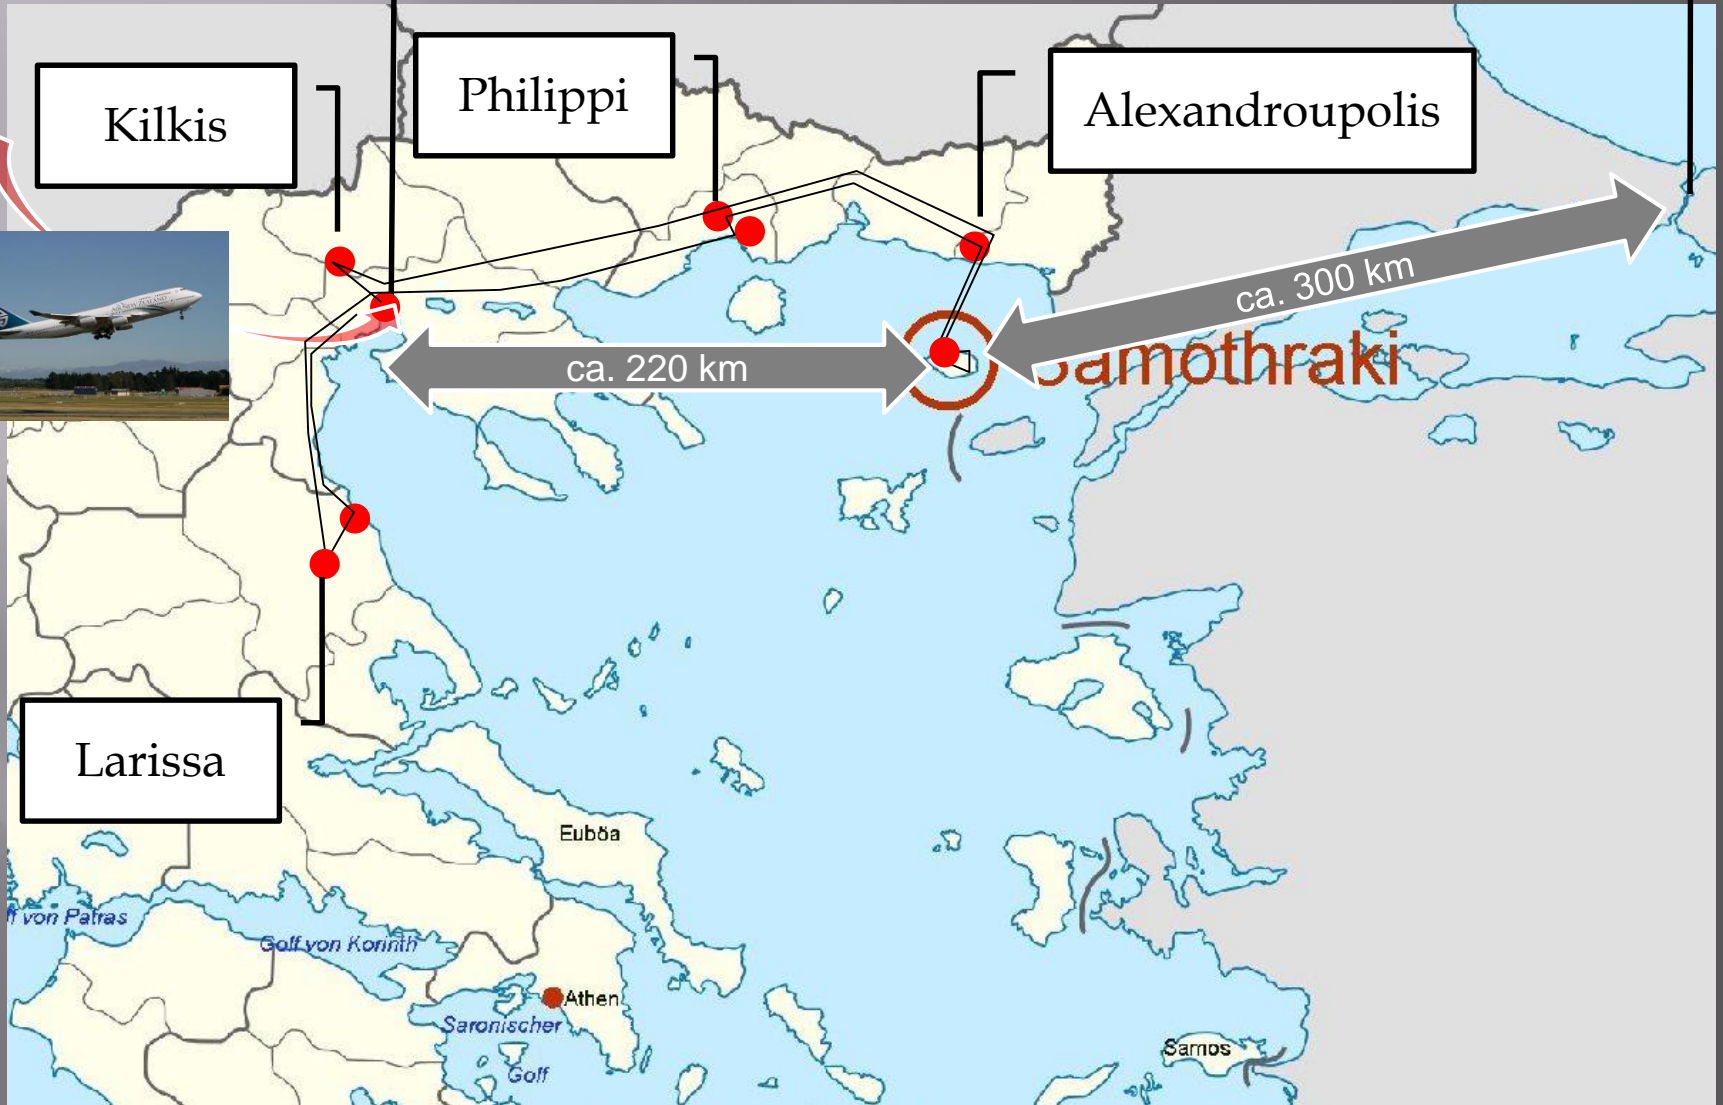 Kilkis
Philippi
Alexandroupolis
ca. 300 km
ca. 220 km
Samothraki
Larissa
Euböa
von Patras
Golf von Korinth
Athen
Saronischer
Golf
Samos